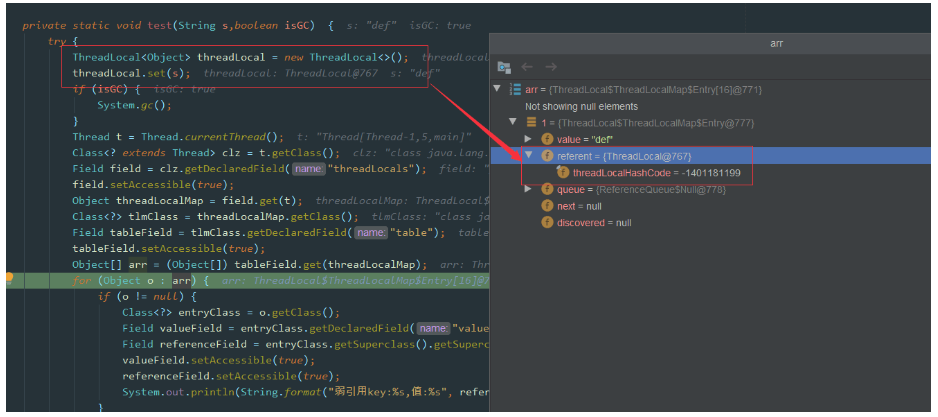 private static void test(String s,boolean isGC)  { s: "def" isGC: true
try {
ThreadLocal<Object> threadLocal = new ThreadLocal<>(); threadLocal
threadLocal.set(s); threadLocal: ThreadLocal@767 s: "def"
if (isGC) { isGC: true
System.gc();
}
Thread t = Thread.currentThread(); t: "Thread[Thread-1,5,main]"
Class<? extends Thread> clz = t.getClass(); clz: "class java.lang.
Field field = clz.getDeclaredField( name: "threadLocals"); field: "
field.setAccessible(true);
Object threadLocalMap = field.get(t); threadLocalMap: ThreadLocal$
Class<?> tlmClass = threadLocalMap.getClass(); tlmClass: "class ja
Field tableField = tlmClass.getDeclaredField( name: "table"); table
tableField.setAccessible(true);
Object[] arr = (Object[]) tableField.get(threadLocalMap); arr: Thr
for (Object o : arr) { arr: ThreadLocal$ThreadLocalMap$Entry[16]@7
if (o != null) {
Class<?> entryClass = o.getClass();
Field valueField = entryClass.getDeclaredField( name: "value
Field referenceField = entryClass.getSuperclass().getSuperc
valueField.setAccessible(true);
referenceField.setAccessible(true);
System.out.println(String.format("弱引用key:%s,值:%s", refer
}
arr
arr = {ThreadLocal$ThreadLocalMap$Entry[16]@771}
Not showing null elements
1 = {ThreadLocal$ThreadLocalMap$Entry@777}
value = "def"
referent = {ThreadLocal@767}
threadLocalHashCode = -1401181199
queue = {ReferenceQueue$Null@778}
next = null
discovered = null